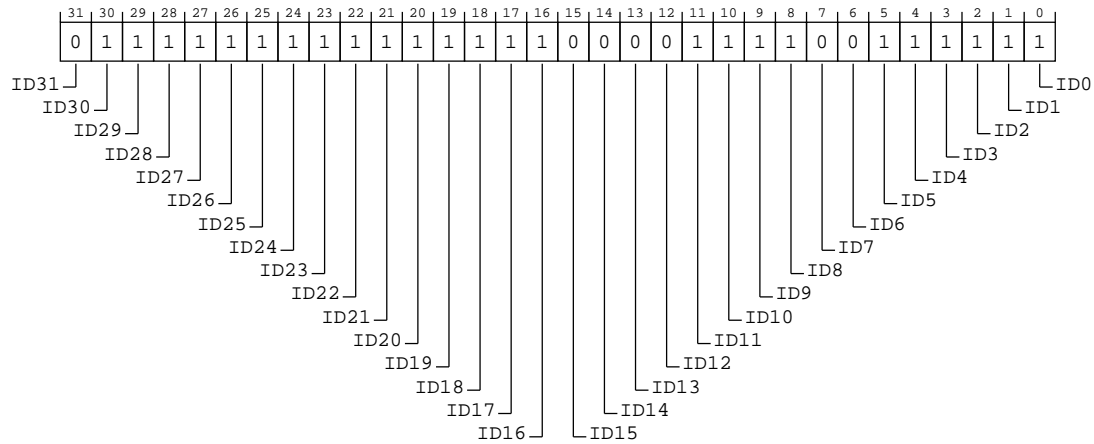 31 30 29 28 27 26 25 24 23 22 21 20 19 18 17 16 15 14 13 12 11 10 9 8 7 6 5 4 3 2 1 0
0 1 1 1 1 1 1 1 1 1 1 1 1 1 1 1 0 0 0 0 1 1 1 1 0 0 1 1 1 1 1 1
ID31 ID0
ID30 ID1
ID29 ID2
ID28 ID3
ID27 ID4
ID26 ID5
ID25 ID6
ID24 ID7
ID23 ID8
ID22 ID9
ID21 ID10
ID20 ID11
ID19 ID12
ID18 ID13
ID17 ID14
ID16 ID15